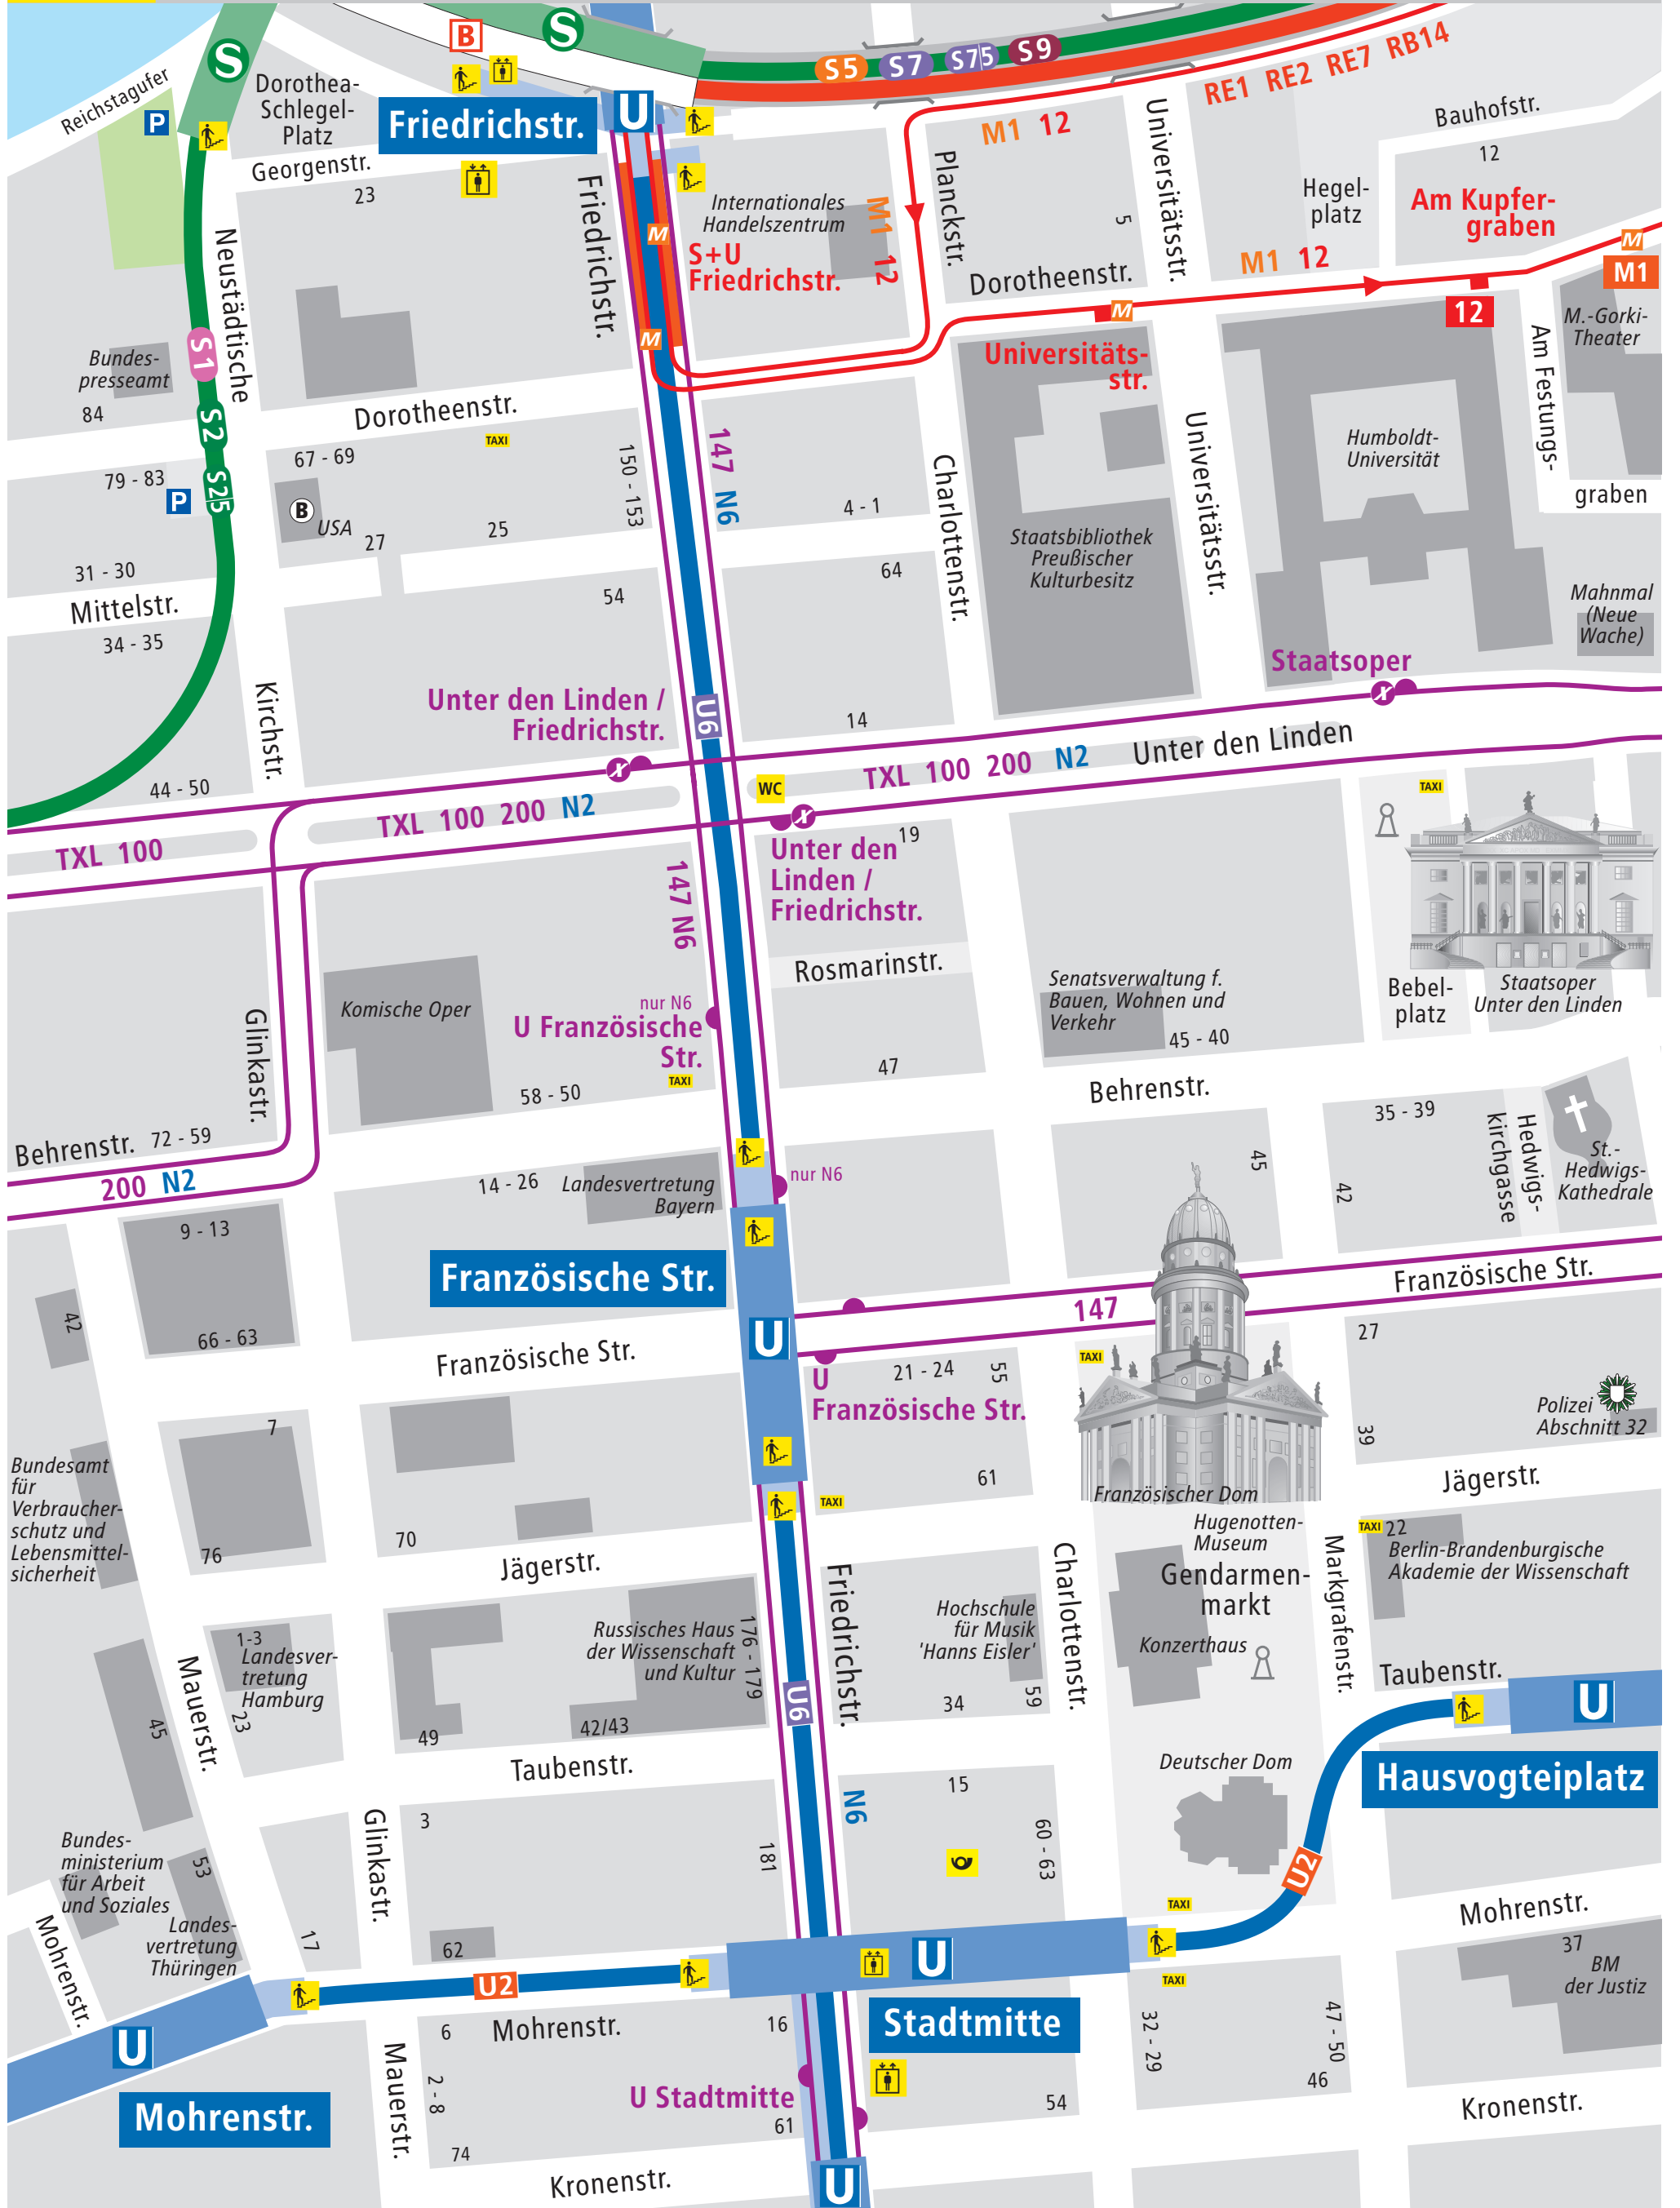 Reichstagufer
P
S
Dorothea-
Schlegel-
Platz
B
S
Friedrichstr.
U
S5
S7
S75
S9
RE1 RE2 RE7 RB14
Bauhofstr.
12
M1 12
Universitätsstr.
Georgenstr.
23
Friedrichstr.
Internationales
Handelszentrum
M1 12
Planckstr.
5
Hegel-
platz
Am Kupfer-
graben
M
M1
M
S+U
Friedrichstr.
Dorotheenstr.
M1 12
12
M.-Gorki-
Theater
Neustädtische
Kirchstr.
S1
S2
S25
Bundes-
presseamt
84
M
M
Universitäts-
str.
Am Festungs-
graben
Dorotheenstr.
TAXI
67 - 69
79 - 83
P
B
USA
27
25
150 - 153
147 N6
4 - 1
Charlottenstr.
Universitätsstr.
Humboldt-
Universität
Staatsbibliothek
Preußischer
Kulturbesitz
31 - 30
Mittelstr.
34 - 35
54
64
Mahnmal
(Neue
Wache)
Staatsoper
Unter den Linden /
Friedrichstr.
U6
14
44 - 50
WC
TXL 100 200 N2
Unter den Linden
TXL 100 200 N2
TXL 100
TAXI
19
Unter den
Linden /
Friedrichstr.
147 N6
Rosmarinstr.
Komische Oper
nur N6
U Französische
Str.
TAXI
Senatsverwaltung f.
Bauen, Wohnen und
Verkehr
45 - 40
Bebel-
platz
Staatsoper
Unter den Linden
Glinkastr.
58 - 50
47
Behrenstr.
Behrenstr.
72 - 59
200 N2
35 - 39
Hedwigs-
kirchgasse
St.-
Hedwigs-
Kathedrale
45
42
14 - 26
Landesvertretung
Bayern
nur N6
9 - 13
66 - 63
42
Französische Str.
Französische Str.
147
Französische Str.
U
U
Französische Str.
21 - 24
55
TAXI
27
39
Polizei
Abschnitt 32
7
61
Jägerstr.
Bundesamt
für
Verbraucher-
schutz und
Lebensmittel-
sicherheit
76
70
Jägerstr.
TAXI
Französischer Dom
Hugenotten-
Museum
Gendarmen-
markt
TAXI
22
Berlin-Brandenburgische
Akademie der Wissenschaft
Markgrafenstr.
Charlottenstr.
Friedrichstr.
1-3
Landesver-
tretung
Hamburg
23
Russisches Haus
der Wissenschaft
und Kultur
176 - 179
Hochschule
für Musik
'Hanns Eisler'
59
34
Konzerthaus
Mauerstr.
45
49
42/43
U6
Taubenstr.
Taubenstr.
U
Hausvogteiplatz
Deutscher Dom
3
Glinkastr.
181
N6
15
60 - 63
U2
Bundes-
ministerium
für Arbeit
und Soziales
53
Landes-
vertretung
Thüringen
17
62
Mohrenstr.
TAXI
Mohrenstr.
37
BM
der Justiz
U2
U
TAXI
Stadtmitte
U
Mohrenstr.
6
Mohrenstr.
16
2 - 8
Mauerstr.
U Stadtmitte
61
74
54
32 - 29
47 - 50
46
Kronenstr.
Kronenstr.
U